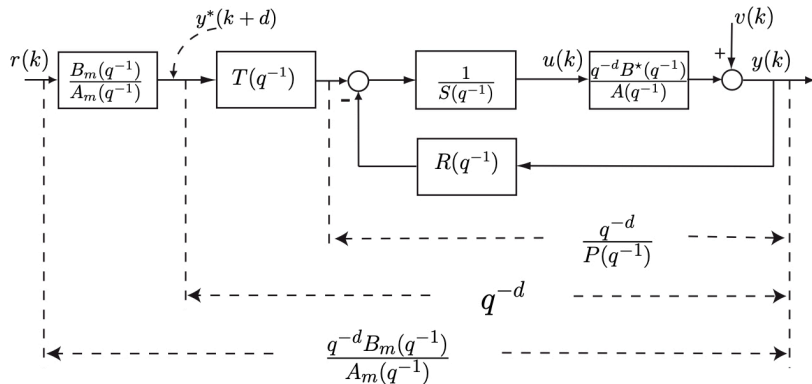 y*(k+d)
v(k)
r(k)
B_m(q^{-1})
A_m(q^{-1})
T(q^{-1})
-
1
S(q^{-1})
u(k)
q^{-d}B^⋆(q^{-1})
A(q^{-1})
+
y(k)
R(q^{-1})
q^{-d}
P(q^{-1})
q^{-d}
q^{-d}B_m(q^{-1})
A_m(q^{-1})